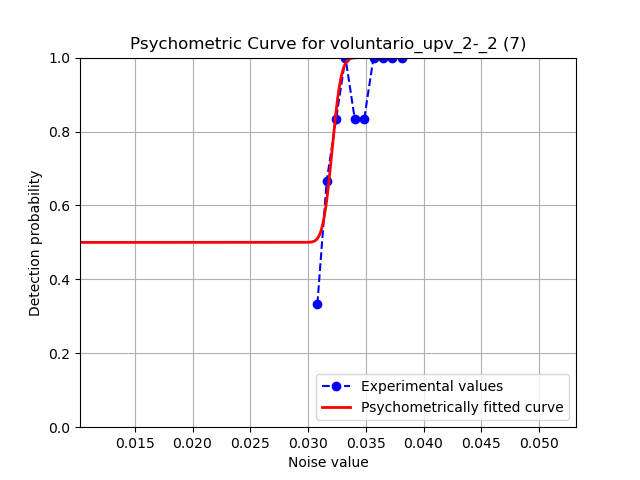 Psychometric Curve for voluntario_upv_2-_2 (7)
1.0
0.8
0.6
0.4
0.2
0.0
Detection probability
0.015 0.020 0.025 0.030 0.035 0.040 0.045 0.050
Noise value
Experimental values
Psychometrically fitted curve